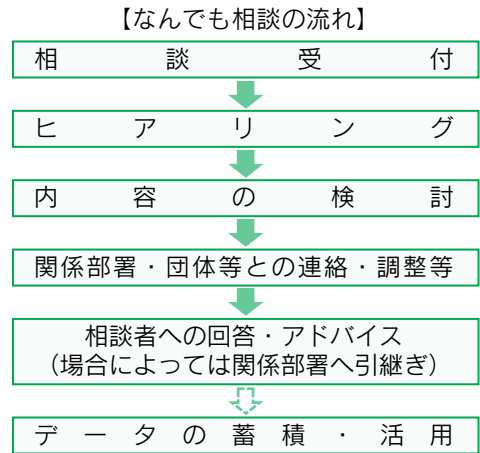 【なんでも相談の流れ】
相談受付
ヒアリング
内容の検討
関係部署・団体等との連絡・調整等
相談者への回答・アドバイス
(場合によっては関係部署へ引継ぎ)
データの蓄積・活用